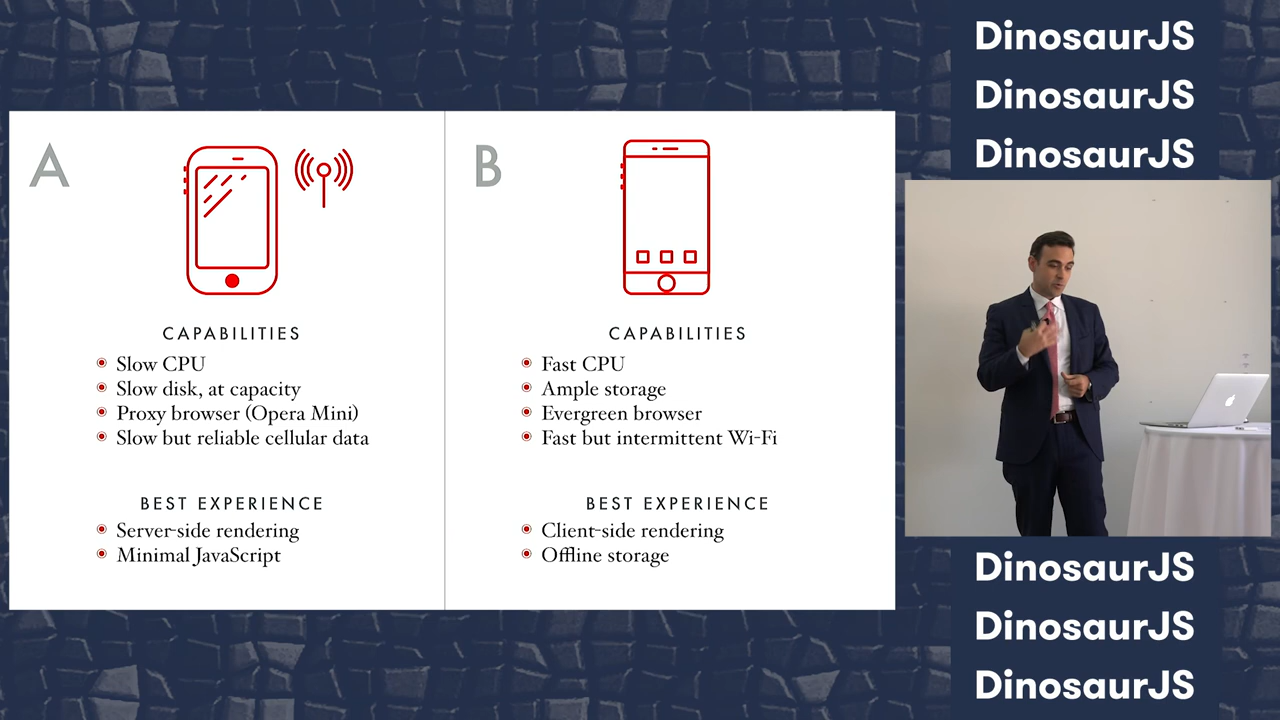 DinosaurJS
DinosaurJS
DinosaurJS
A
CAPABILITIES
Slow CPU
Slow disk, at capacity
Proxy browser (Opera Mini)
Slow but reliable cellular data
BEST EXPERIENCE
Server-side rendering
Minimal JavaScript
B
CAPABILITIES
Fast CPU
Ample storage
Evergreen browser
Fast but intermittent Wi-Fi
BEST EXPERIENCE
Client-side rendering
Offline storage
DinosaurJS
DinosaurJS
DinosaurJS